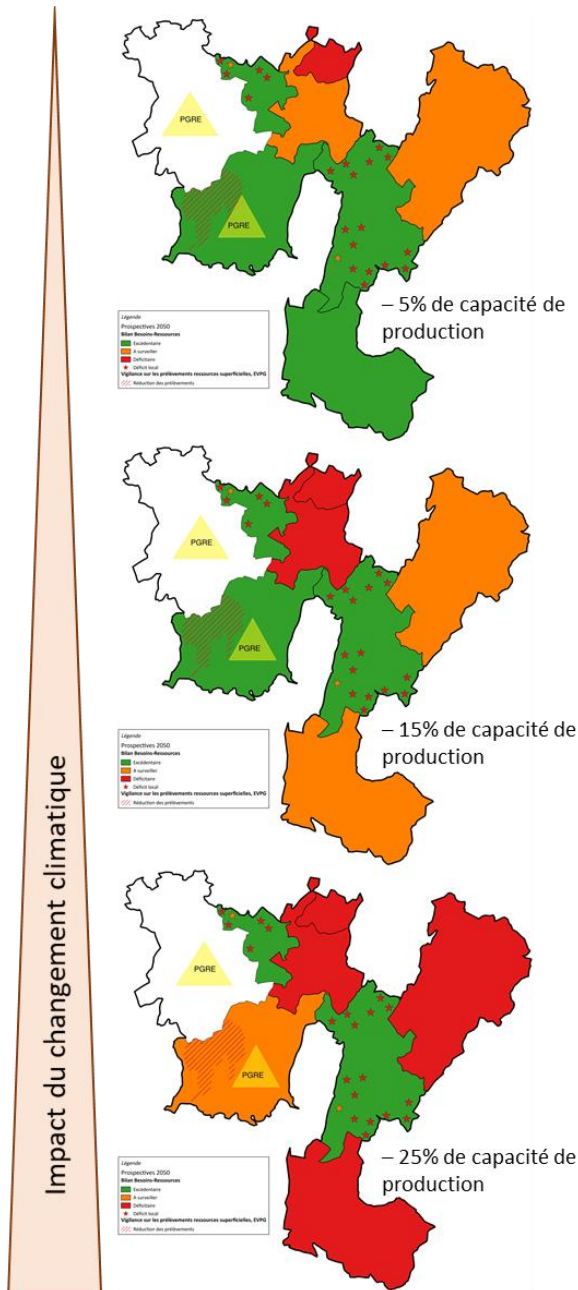 Impact du changement climatique
PGRE
PGRE
– 5% de capacité de
production
Légende
Prospectives 2050
Bilan Besoins-Ressources
Excédentaire
A surveiller
Déficitaire
Déficit local
Vigilance sur les prélèvements ressources superficielles, EVPG
Réduction des prélèvements
PGRE
PGRE
– 15% de capacité de
production
Légende
Prospectives 2050
Bilan Besoins-Ressources
Excédentaire
A surveiller
Déficitaire
Déficit local
Vigilance sur les prélèvements ressources superficielles, EVPG
Réduction des prélèvements
PGRE
PGRE
– 25% de capacité de
production
Légende
Prospectives 2050
Bilan Besoins-Ressources
Excédentaire
A surveiller
Déficitaire
Déficit local
Vigilance sur les prélèvements ressources superficielles, EVPG
Réduction des prélèvements